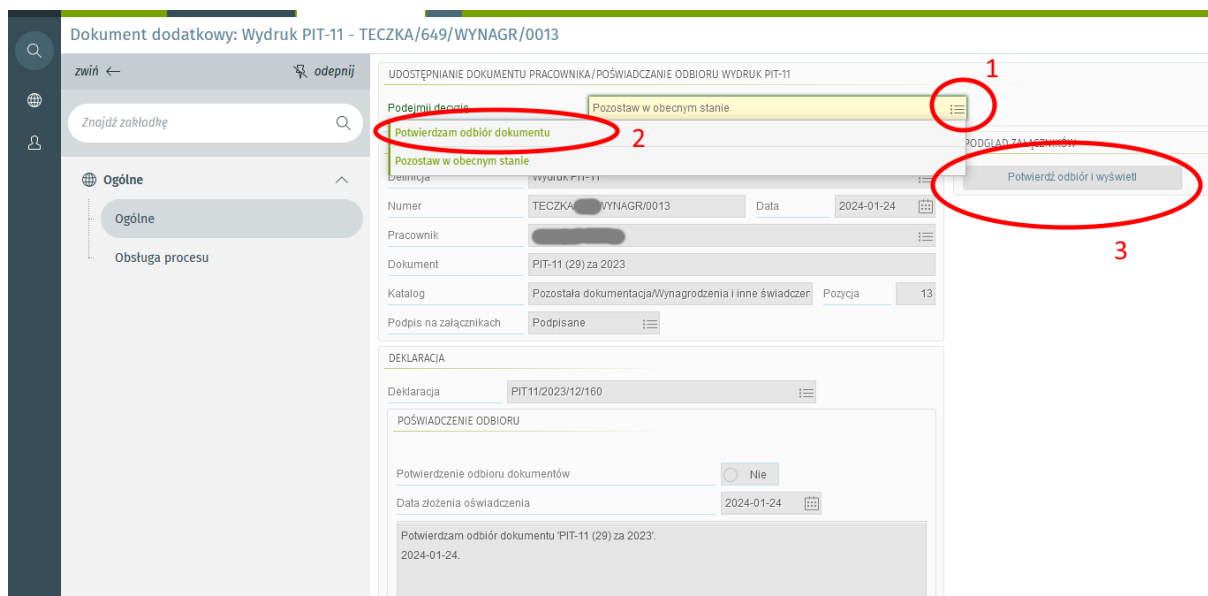 Dokument dodatkowy: Wydruk PIT-11 - TECZKA/649/WYNAGR/0013
zwiń ←
odepnij
Znajdź zakładkę
Ogólne
Ogólne
Obsługa procesu
UDOSTĘPNIANIE DOKUMENTU PRACOWNIKA/POŚWIADCZANIE ODBIORU WYDRUK PIT-11
1
Podejmij decyzję
Pozostaw w obecnym stanie
Potwierdzam odbiór dokumentu
2
Pozostaw w obecnym stanie
PODGLĄD ZAŁĄCZNIKÓW
Potwierdź odbiór i wyświetl
3
Definicja
Wydruk PIT-11
Numer
TECZKA
WYNAGR/0013
Data
2024-01-24
Pracownik
Dokument
PIT-11 (29) za 2023
Katalog
Pozostała dokumentacja/Wynagrodzenia i inne świadczer
Pozycja
13
Podpis na załącznikach
Podpisane
DEKLARACJA
Deklaracja
PIT11/2023/12/160
POŚWIADCZENIE ODBIORU
Potwierdzenie odbioru dokumentów
Nie
Data złożenia oświadczenia
2024-01-24
Potwierdzam odbiór dokumentu 'PIT-11 (29) za 2023'.
2024-01-24.